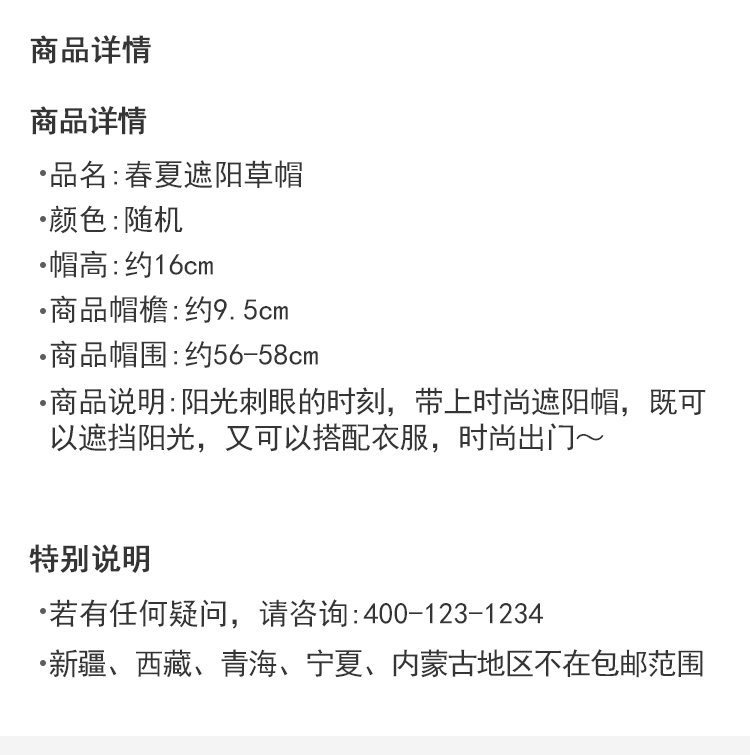 商品详情
商品详情
·品名:春夏遮阳草帽
·颜色:随机
·帽高:约16cm
·商品帽檐:约9.5cm
·商品帽围:约56-58cm
·商品说明:阳光刺眼的时刻，带上时尚遮阳帽，既可
以遮挡阳光，又可以搭配衣服，时尚出门～
特别说明
·若有任何疑问，请咨询:400-123-1234
·新疆、西藏、青海、宁夏、内蒙古地区不在包邮范围